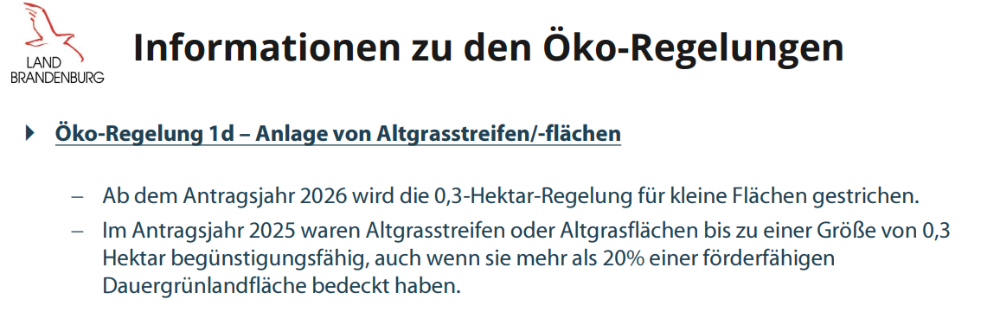 LAND
BRANDENBURG
Informationen zu den Öko-Regelungen
Öko-Regelung 1d – Anlage von Altgrasstreifen/-flächen
– Ab dem Antragsjahr 2026 wird die 0,3-Hektar-Regelung für kleine Flächen gestrichen.
– Im Antragsjahr 2025 waren Altgrasstreifen oder Altgrasflächen bis zu einer Größe von 0,3
Hektar begünstigungsfähig, auch wenn sie mehr als 20% einer förderfähigen
Dauergrünlandfläche bedeckt haben.